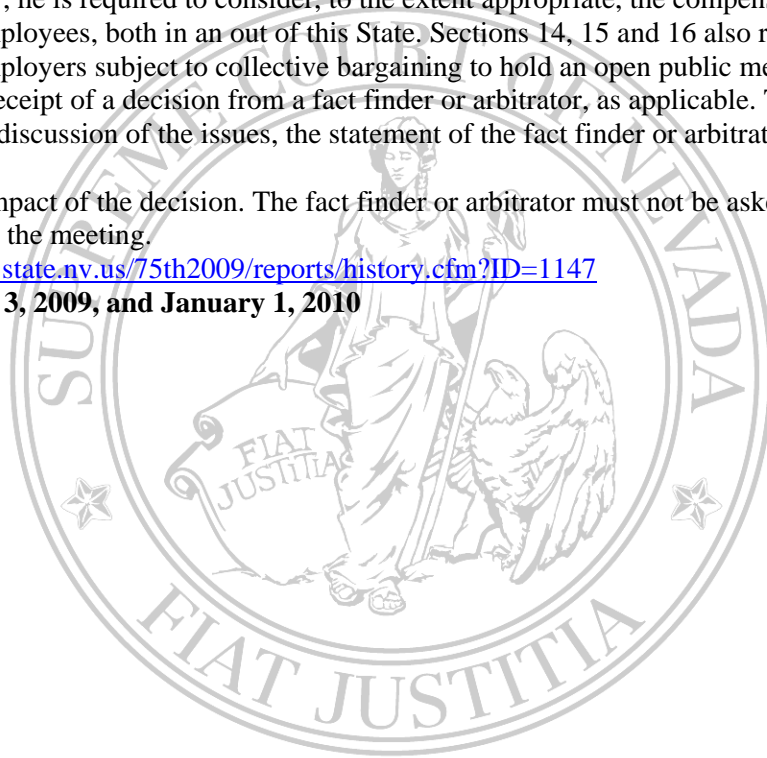 , he is required to consider, to the extent appropriate, the compens
ployees, both in an out of this State. Sections 14, 15 and 16 also r
ployers subject to collective bargaining to hold an open public me
eceipt of a decision from a fact finder or arbitrator, as applicable. T
discussion of the issues, the statement of the fact finder or arbitrat
npact of the decision. The fact finder or arbitrator must not be aske
the meeting.
state.nv.us/75th2009/reports/history.cfm?ID=1147
3, 2009, and January 1, 2010
SUPREME COURT OF NEVADA
FIAT
JUSTITIA
FIAT JUSTITIA